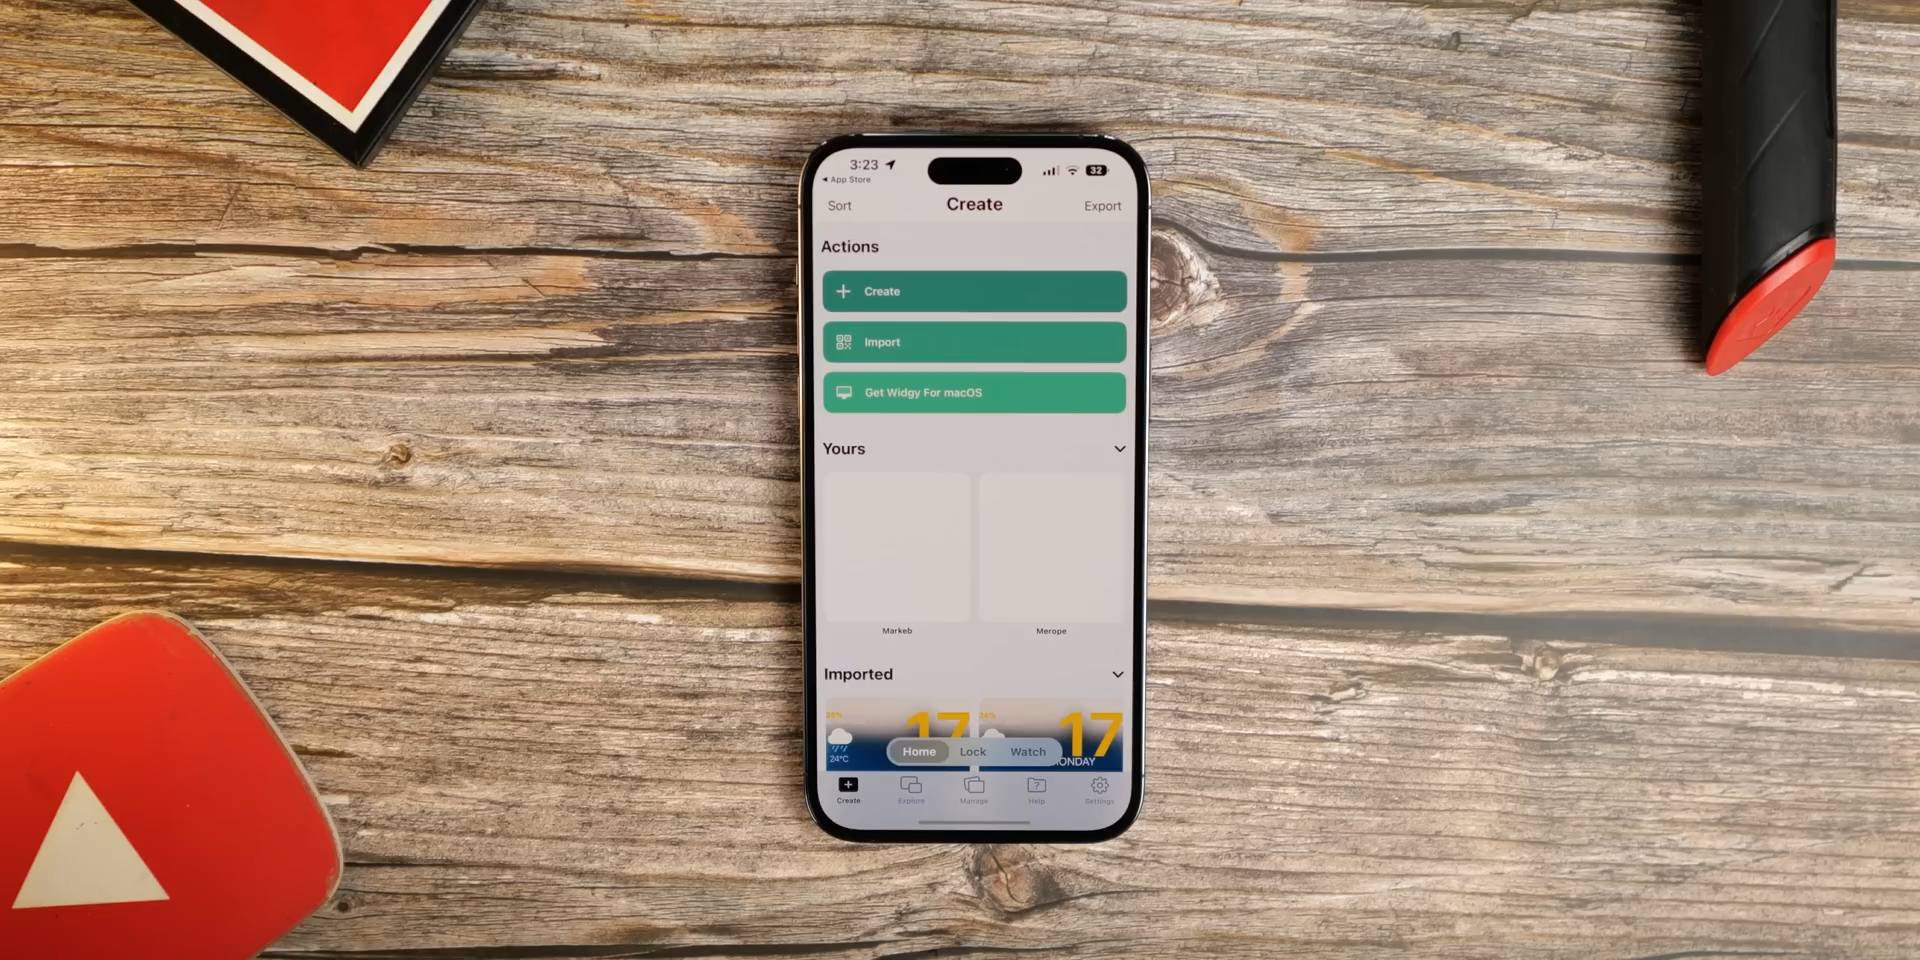 3:23
32
◂ App Store
Sort
Create
Export
Actions
Create
Import
Get Widgy For macOS
Yours
Markeb
Merope
Imported
17
17
24°C
Home
Lock
Watch
ONDAY
Create
Explore
Manage
Help
Settings